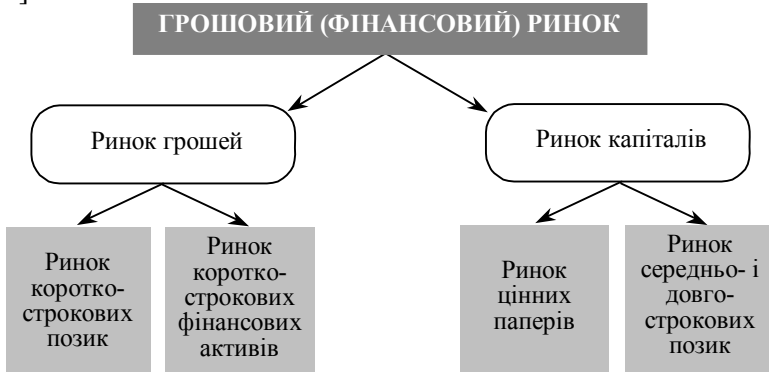 ]
ГРОШОВИЙ (ФІНАНСОВИЙ) РИНОК
Ринок грошей
Ринок капіталів
Ринок
коротко-
строкових
позик
Ринок
коротко-
строкових
фінансових
активів
Ринок
цінних
паперів
Ринок
середньо- і
довго-
строкових
позик